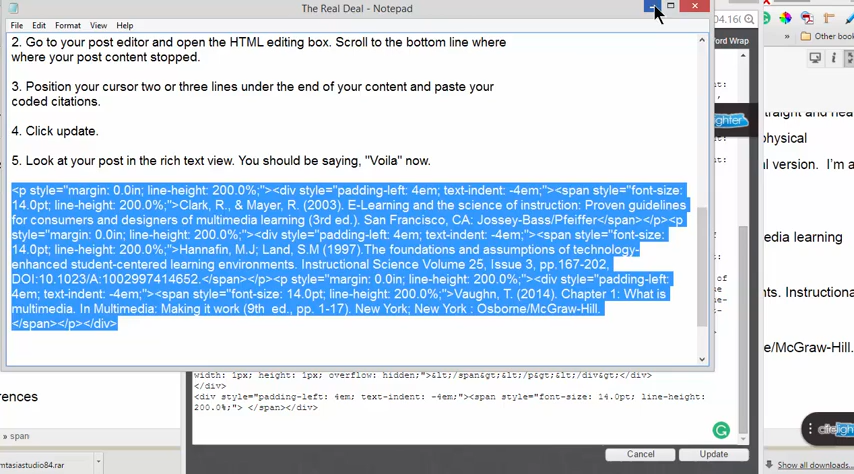 The Real Deal - Notepad
File Edit Format View Help
2. Go to your post editor and open the HTML editing box. Scroll to the bottom line where
where your post content stopped.
3. Position your cursor two or three lines under the end of your content and paste your
coded citations.
4. Click update.
5. Look at your post in the rich text view. You should be saying, "Voila" now.
<p style="margin: 0.0in; line-height: 200.0%;"><div style="padding-left: 4em; text-indent: -4em;"><span style="font-size:
14.0pt; line-height: 200.0%;">Clark, R., & Mayer, R. (2003). E-Learning and the science of instruction: Proven guidelines
for consumers and designers of multimedia learning (3rd ed.). San Francisco, CA: Jossey-Bass/Pfeiffer</span></p><p
style="margin: 0.0in; line-height: 200.0%;"><div style="padding-left: 4em; text-indent: -4em;"><span style="font-size:
14.0pt; line-height: 200.0%;">Hannafin, M.J; Land, S.M (1997).The foundations and assumptions of technology-
enhanced student-centered learning environments. Instructional Science Volume 25, Issue 3, pp.167-202,
DOI:10.1023/A:1002997414652.</span></p><p style="margin: 0.0in; line-height: 200.0%;"><div style="padding-left:
4em; text-indent: -4em;"><span style="font-size: 14.0pt; line-height: 200.0%;">Vaughn, T. (2014). Chapter 1: What is
multimedia. In Multimedia: Making it work (9th  ed., pp. 1-17). New York; New York : Osborne/McGraw-Hill.
</span></p></div>
width: 1px; height: 1px; overflow: hidden;">&lt;/span&gt;&lt;/p&gt;&lt;/div&gt;</div>
</div>
<div style="padding-left: 4em; text-indent: -4em;"><span style="font-size: 14.0pt; line-height:
200.0%;"> </span></div>
Cancel Update
04.16
Other book
Word Wrap
straight and hea
physical
al version. I'm a
edia learning
nts. Instructiona
e/McGraw-Hill.
rences
» span
mtasiastudio84.rar
Show all downloads...